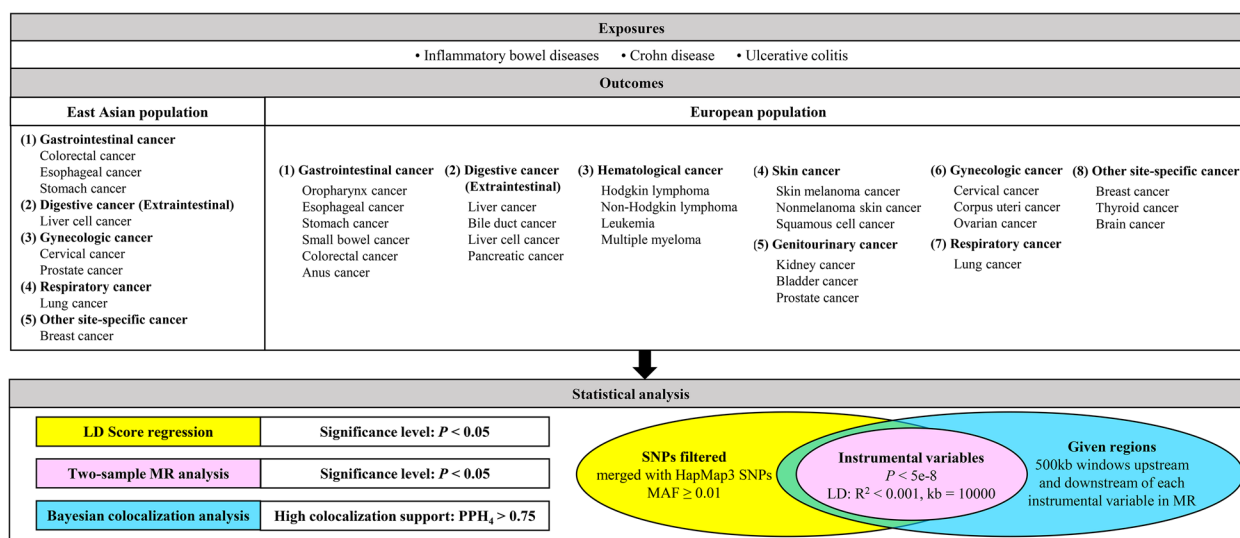 Exposures
• Inflammatory bowel diseases • Crohn disease • Ulcerative colitis
Outcomes
East Asian population
(1) Gastrointestinal cancer
Colorectal cancer
Esophageal cancer
Stomach cancer
(2) Digestive cancer (Extraintestinal)
Liver cell cancer
(3) Gynecologic cancer
Cervical cancer
Prostate cancer
(4) Respiratory cancer
Lung cancer
(5) Other site-specific cancer
Breast cancer
European population
(1) Gastrointestinal cancer
Oropharynx cancer
Esophageal cancer
Stomach cancer
Small bowel cancer
Colorectal cancer
Anus cancer
(2) Digestive cancer
(Extraintestinal)
Liver cancer
Bile duct cancer
Liver cell cancer
Pancreatic cancer
(3) Hematological cancer
Hodgkin lymphoma
Non-Hodgkin lymphoma
Leukemia
Multiple myeloma
(4) Skin cancer
Skin melanoma cancer
Nonmelanoma skin cancer
Squamous cell cancer
(5) Genitourinary cancer
Kidney cancer
Bladder cancer
Prostate cancer
(6) Gynecologic cancer
Cervical cancer
Corpus uteri cancer
Ovarian cancer
(7) Respiratory cancer
Lung cancer
(8) Other site-specific cancer
Breast cancer
Thyroid cancer
Brain cancer
Statistical analysis
LD Score regression
Significance level: P < 0.05
Two-sample MR analysis
Significance level: P < 0.05
Bayesian colocalization analysis
High colocalization support: PPH4 > 0.75
SNPs filtered
merged with HapMap3 SNPs
MAF ≥ 0.01
Instrumental variables
P < 5e-8
LD: R² < 0.001, kb = 10000
Given regions
500kb windows upstream
and downstream of each
instrumental variable in MR